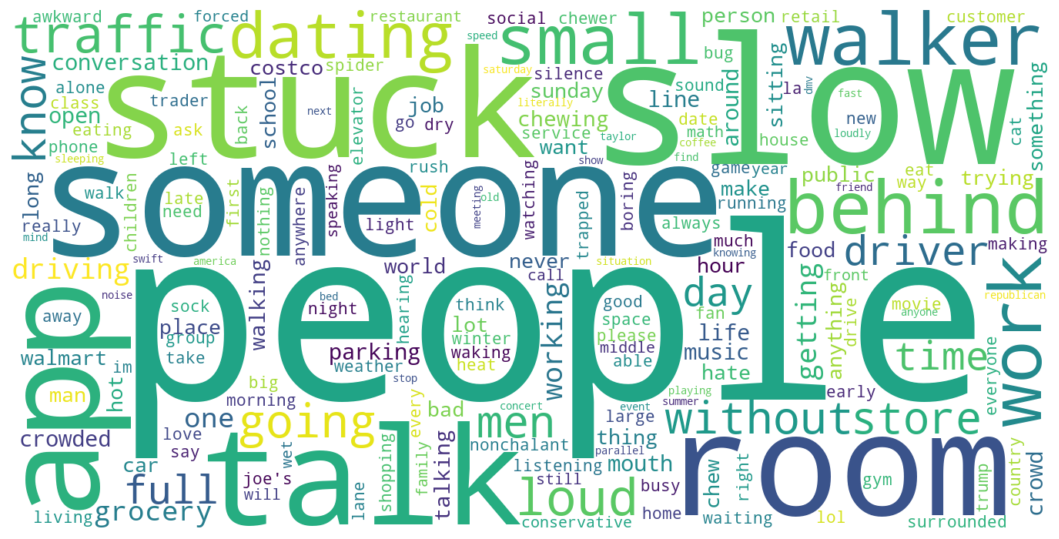 awkward
forced
restaurant
social
chewer
person
retail
customer
traffic
dating
small
walker
speed
bug
spider
silence
conversation
costco
saturday
sunday
sound
around
sitting
la
dmv
fast
know
stuck
slow
alone
class
trader
school
back
elevator
job
go
dry
literally
chewing
line
date
math
house
new
cat
something
open
eating
ask
next
service
taylor
coffee
loudly
phone
want
find
sleeping
left
rush
show
gameyear
public
eat
way
friend
trying
along
walk
late
need
first
nothing
anywhere
speaking
light
cold
meeting
old
watching
trapped
boring
make
running
behind
really
children
someone
always
mind
swift
america
situation
much
knowing
food
driver
making
driving
noise
world
never
hour
front
app
people
sock
bed
night
think
call
day
good
space
fan
movie
anyone
republican
away
place
group
walking
hearing
lot
winter
working
please
middle
life
getting
anything
drive
work
walmart
im
take
parking
weather
waking
heat
able
music
time
everyone
man
hot
stop
hate
big
morning
playing
summer
early
one
going
every
bad
men
concert
event
large
without
store
crowded
love
say
family
talking
nonchalant
parallel
thing
room
car
joe's
wet
shopping
talk
listening
mouth
busy
chew
right
gym
trump
country
crowd
full
will
lane
still
loud
home
living
grocery
conservative
waiting
lol
surrounded